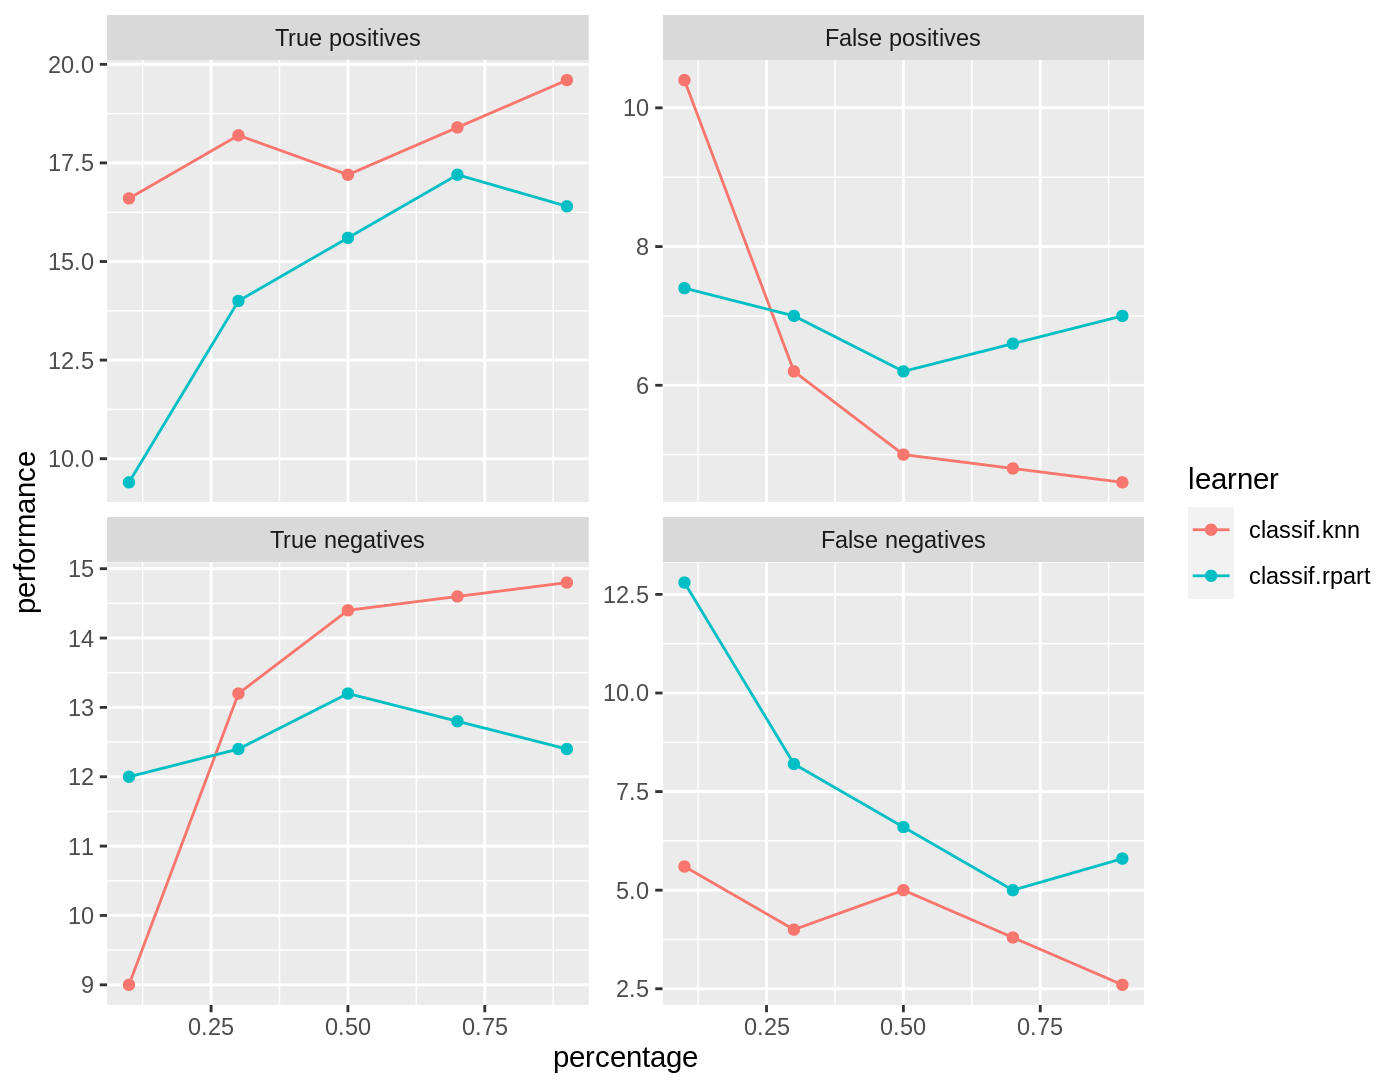 True positives
False positives
20.0
17.5
15.0
12.5
10.0
10
8
6
True negatives
False negatives
15
14
13
12
11
10
9
12.5
10.0
7.5
5.0
2.5
0.25 0.50 0.75
0.25 0.50 0.75
percentage
performance
learner
classif.knn
classif.rpart